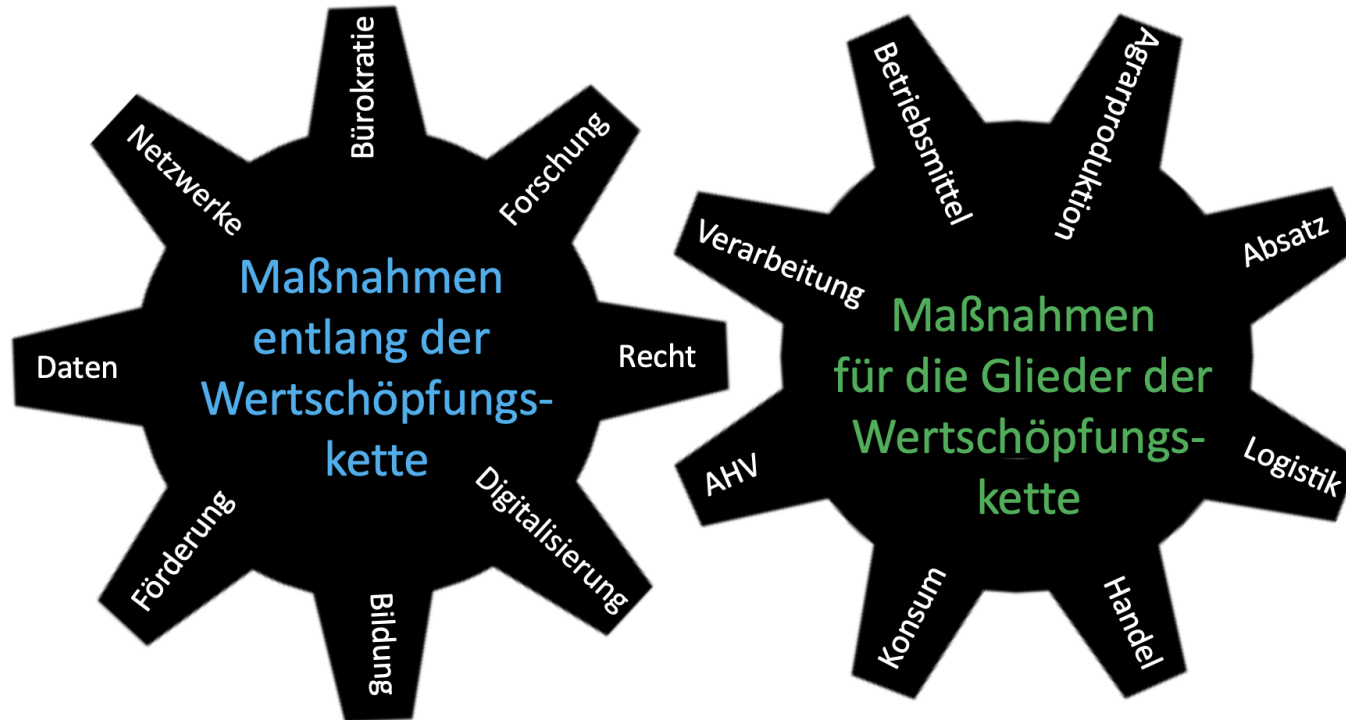 Bürokratie
Forschung
Recht
Digitalisierung
Bildung
Förderung
Daten
Netzwerke
Maßnahmen
entlang der
Wertschöpfungs-
kette
Betriebsmittel
Agrarproduktion
Absatz
Logistik
Handel
Konsum
AHV
Verarbeitung
Maßnahmen
für die Glieder der
Wertschöpfungs-
kette